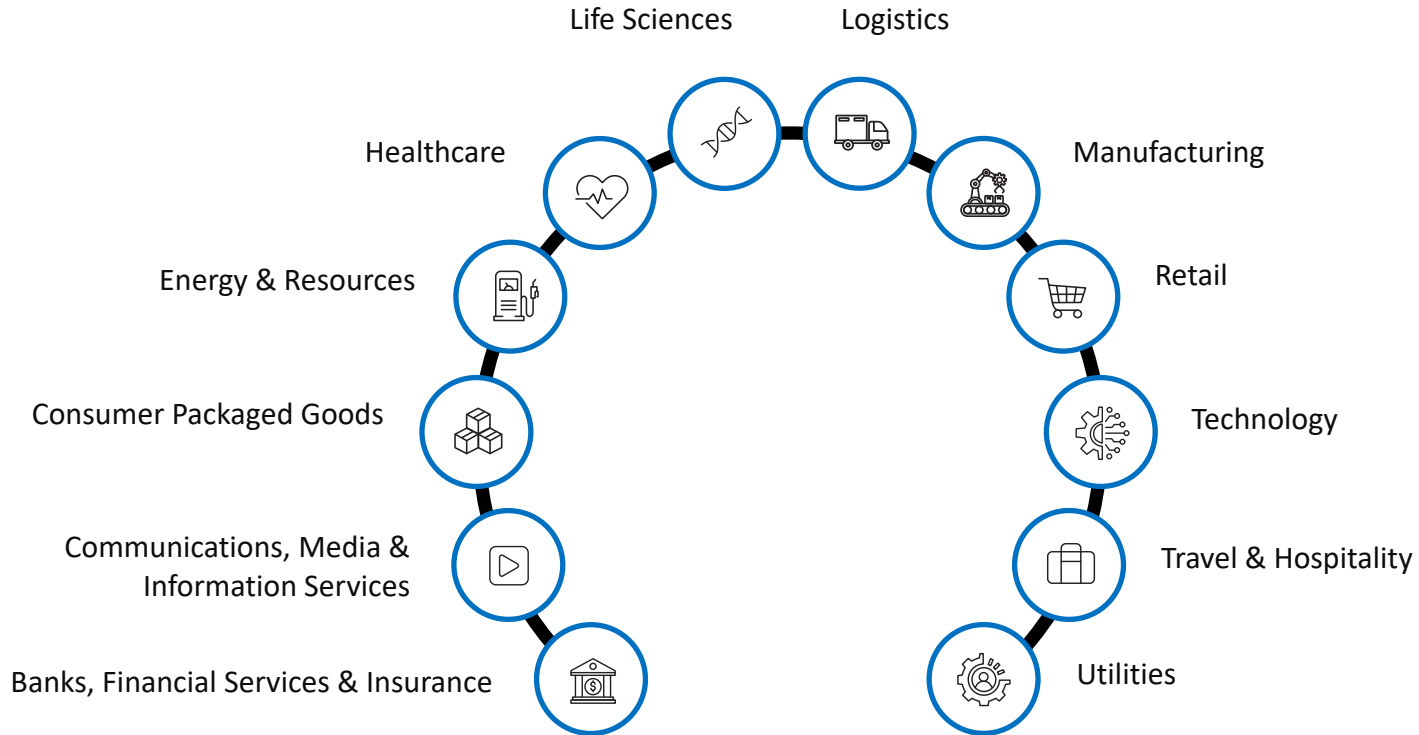 Life Sciences
Logistics
Healthcare
Manufacturing
Energy & Resources
Retail
Consumer Packaged Goods
Technology
Communications, Media &
Information Services
Travel & Hospitality
Banks, Financial Services & Insurance
Utilities
$